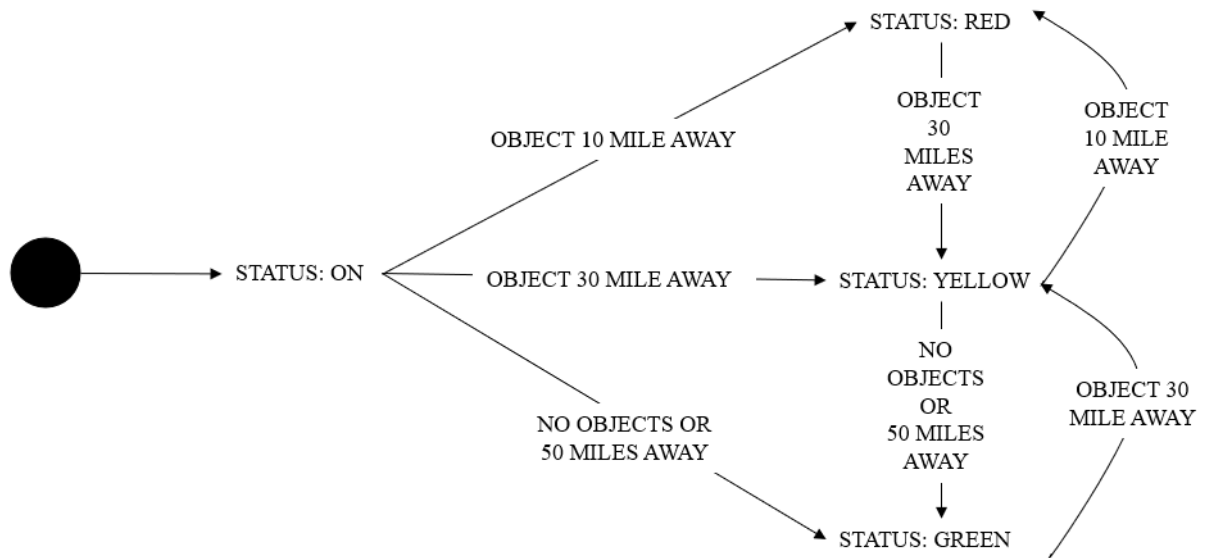 STATUS: RED
OBJECT
30
MILES
AWAY
OBJECT
10 MILE
AWAY
OBJECT 10 MILE AWAY
STATUS: ON
OBJECT 30 MILE AWAY
STATUS: YELLOW
NO
OBJECTS
OR
50 MILES
AWAY
OBJECT 30
MILE AWAY
NO OBJECTS OR
50 MILES AWAY
STATUS: GREEN